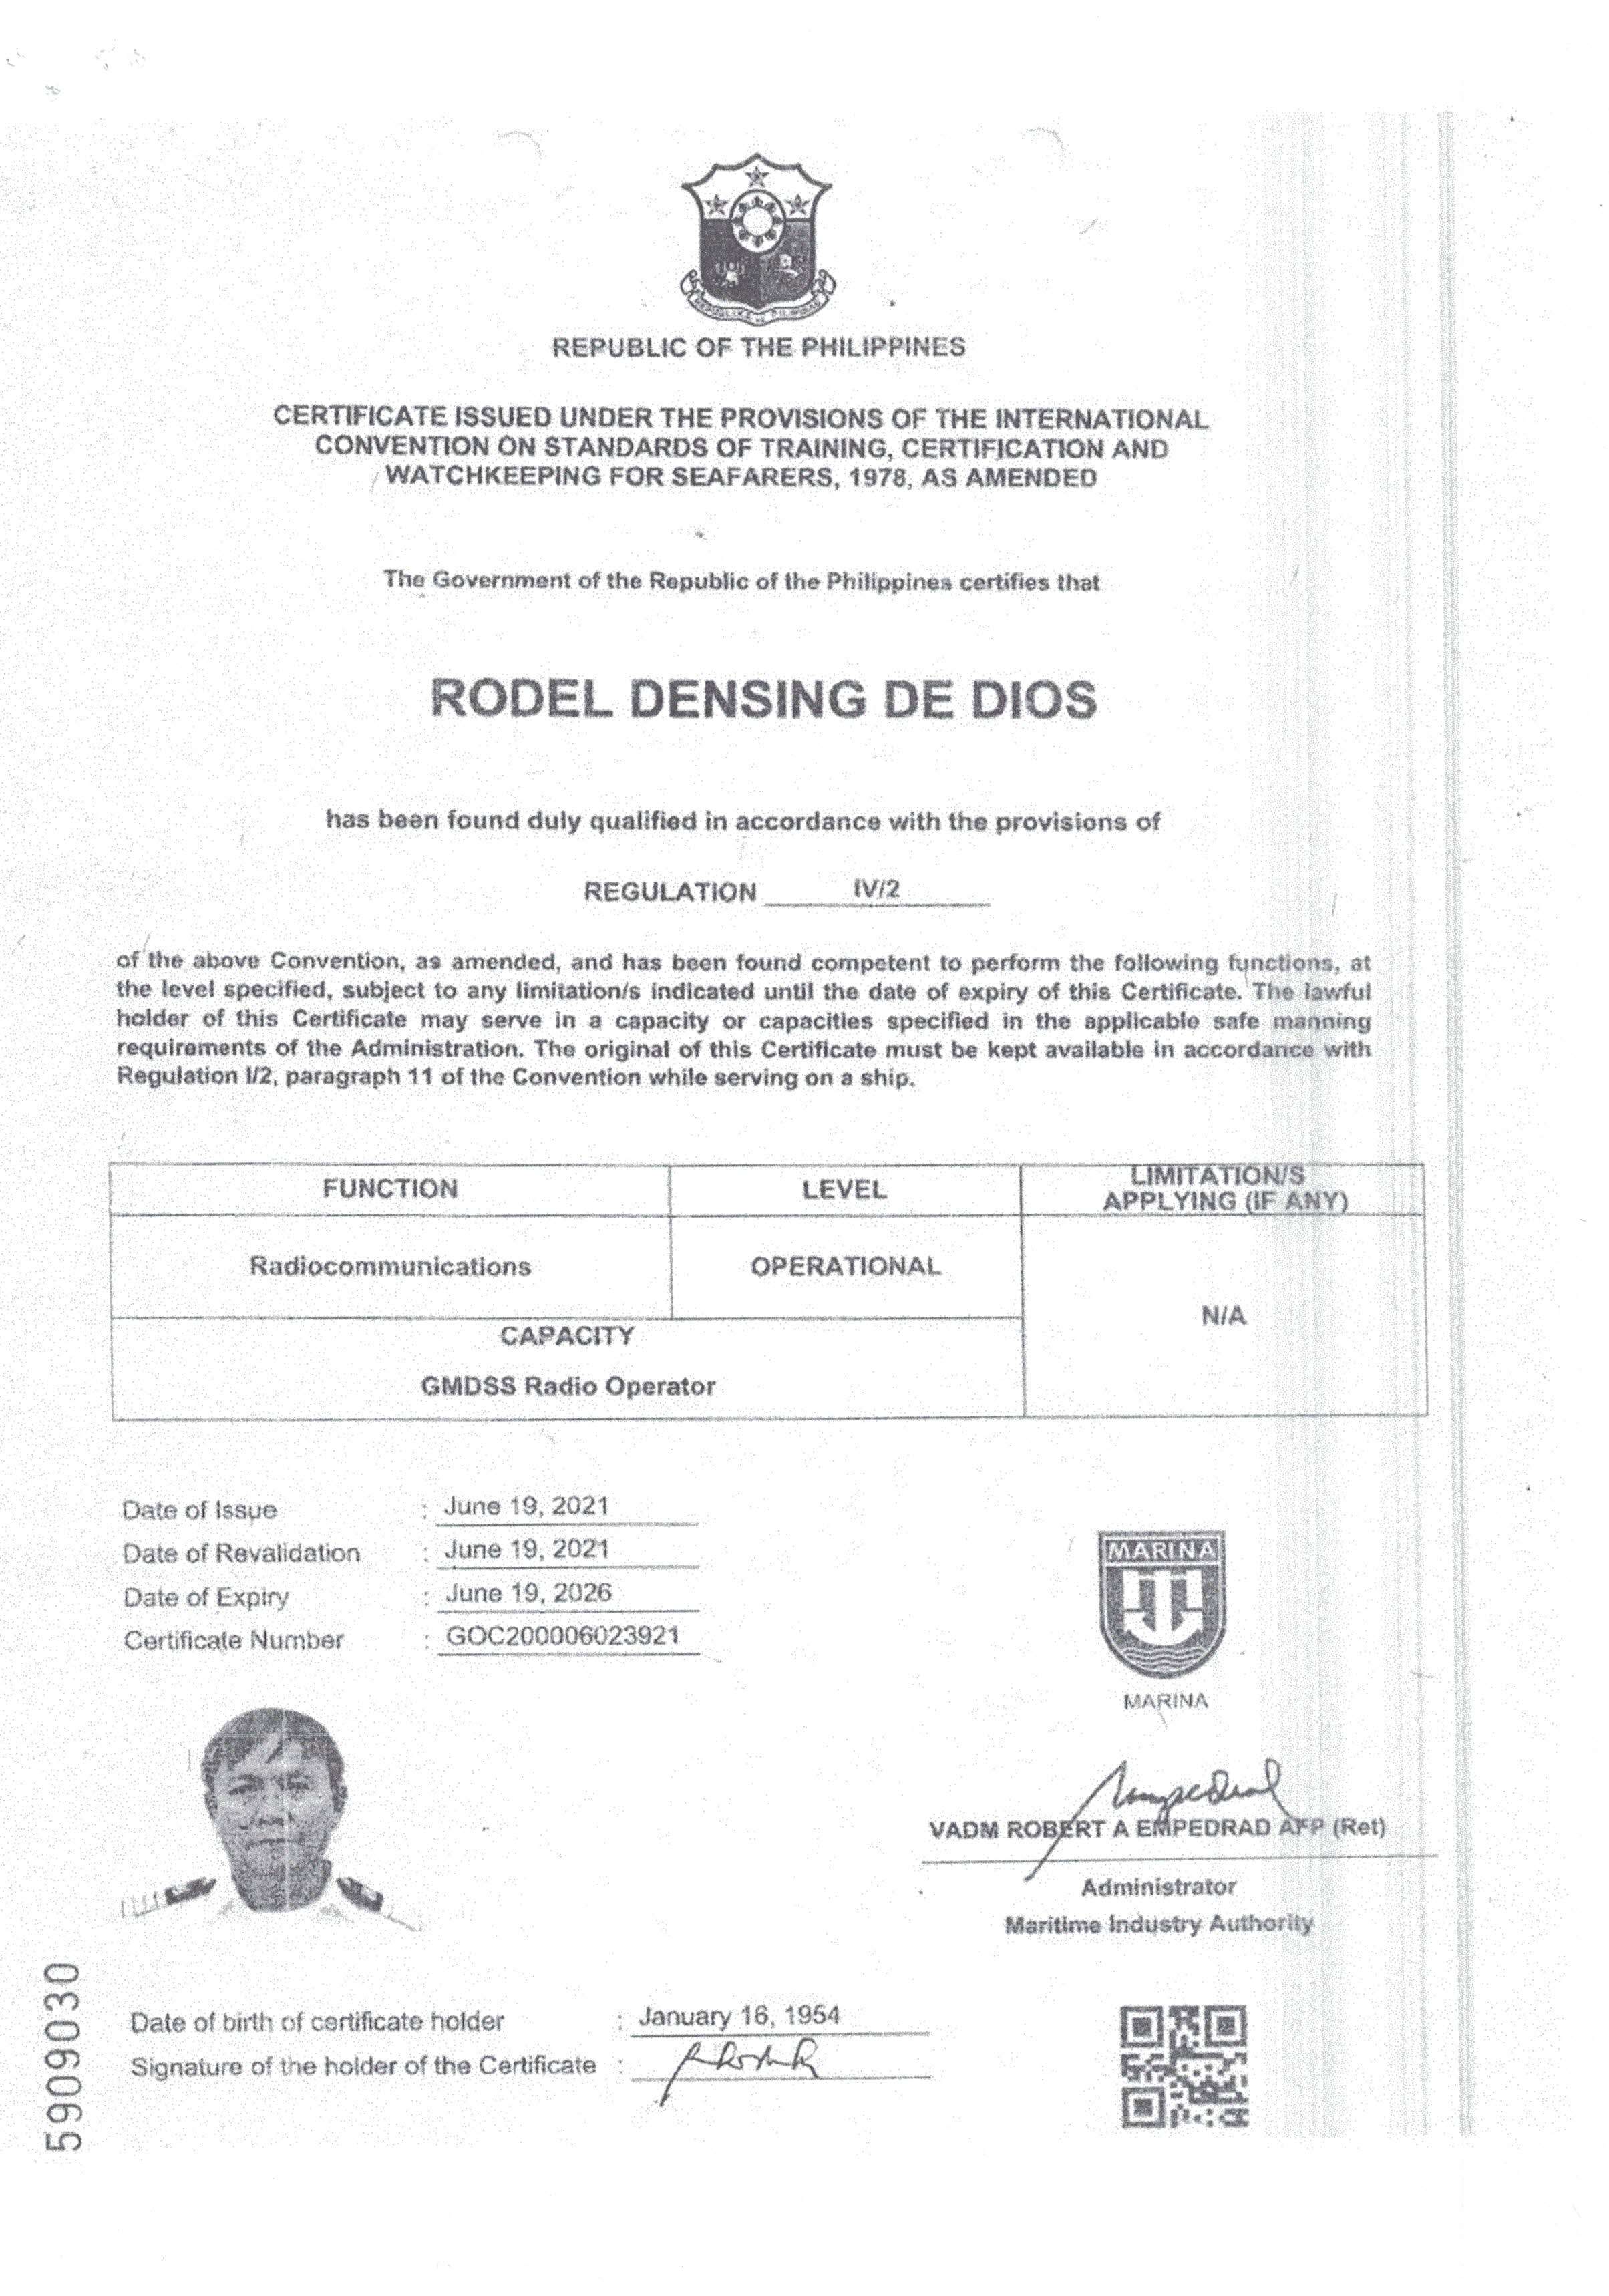 REPUBLIC OF THE PHILIPPINES
CERTIFICATE ISSUED UNDER THE PROVISIONS OF THE INTERNATIONAL
CONVENTION ON STANDARDS OF TRAINING, CERTIFICATION AND
WATCHKEEPING FOR SEAFARERS, 1978, AS AMENDED
The Government of the Republic of the Philippines certifies that
RODEL DENSING DE DIOS
has been found duly qualified in accordance with the provisions of
REGULATION IV/2
of the above Convention, as amended, and has been found competent to perform the following functions, at
the level specified, subject to any limitation/s indicated until the date of expiry of this Certificate. The lawful
holder of this Certificate may serve in a capacity or capacities specified in the applicable safe manning
requirements of the Administration. The original of this Certificate must be kept available in accordance with
Regulation I/2, paragraph 11 of the Convention while serving on a ship.
FUNCTION LEVEL LIMITATION/S
APPLYING (IF ANY)
Radiocommunications OPERATIONAL
N/A
CAPACITY
GMDSS Radio Operator
Date of Issue : June 19, 2021
Date of Revalidation : June 19, 2021
Date of Expiry : June 19, 2026
Certificate Number : GOC200006023921
MARINA
MARINA
VADM ROBERT A EMPEDRAD AFP (Ret)
Administrator
Maritime Industry Authority
Date of birth of certificate holder : January 16, 1954
Signature of the holder of the Certificate :
5909030